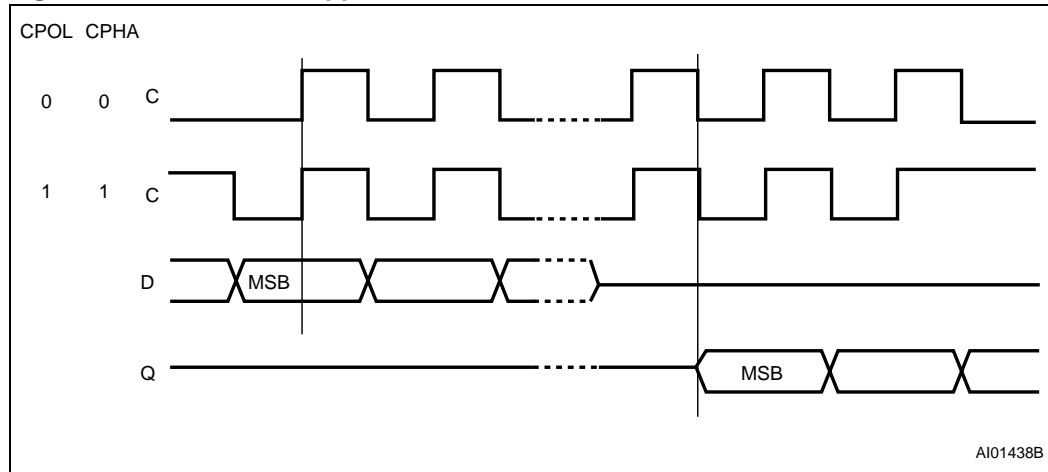 CPOL CPHA
0 0 C
1 1 C
D MSB
Q MSB
AI01438B